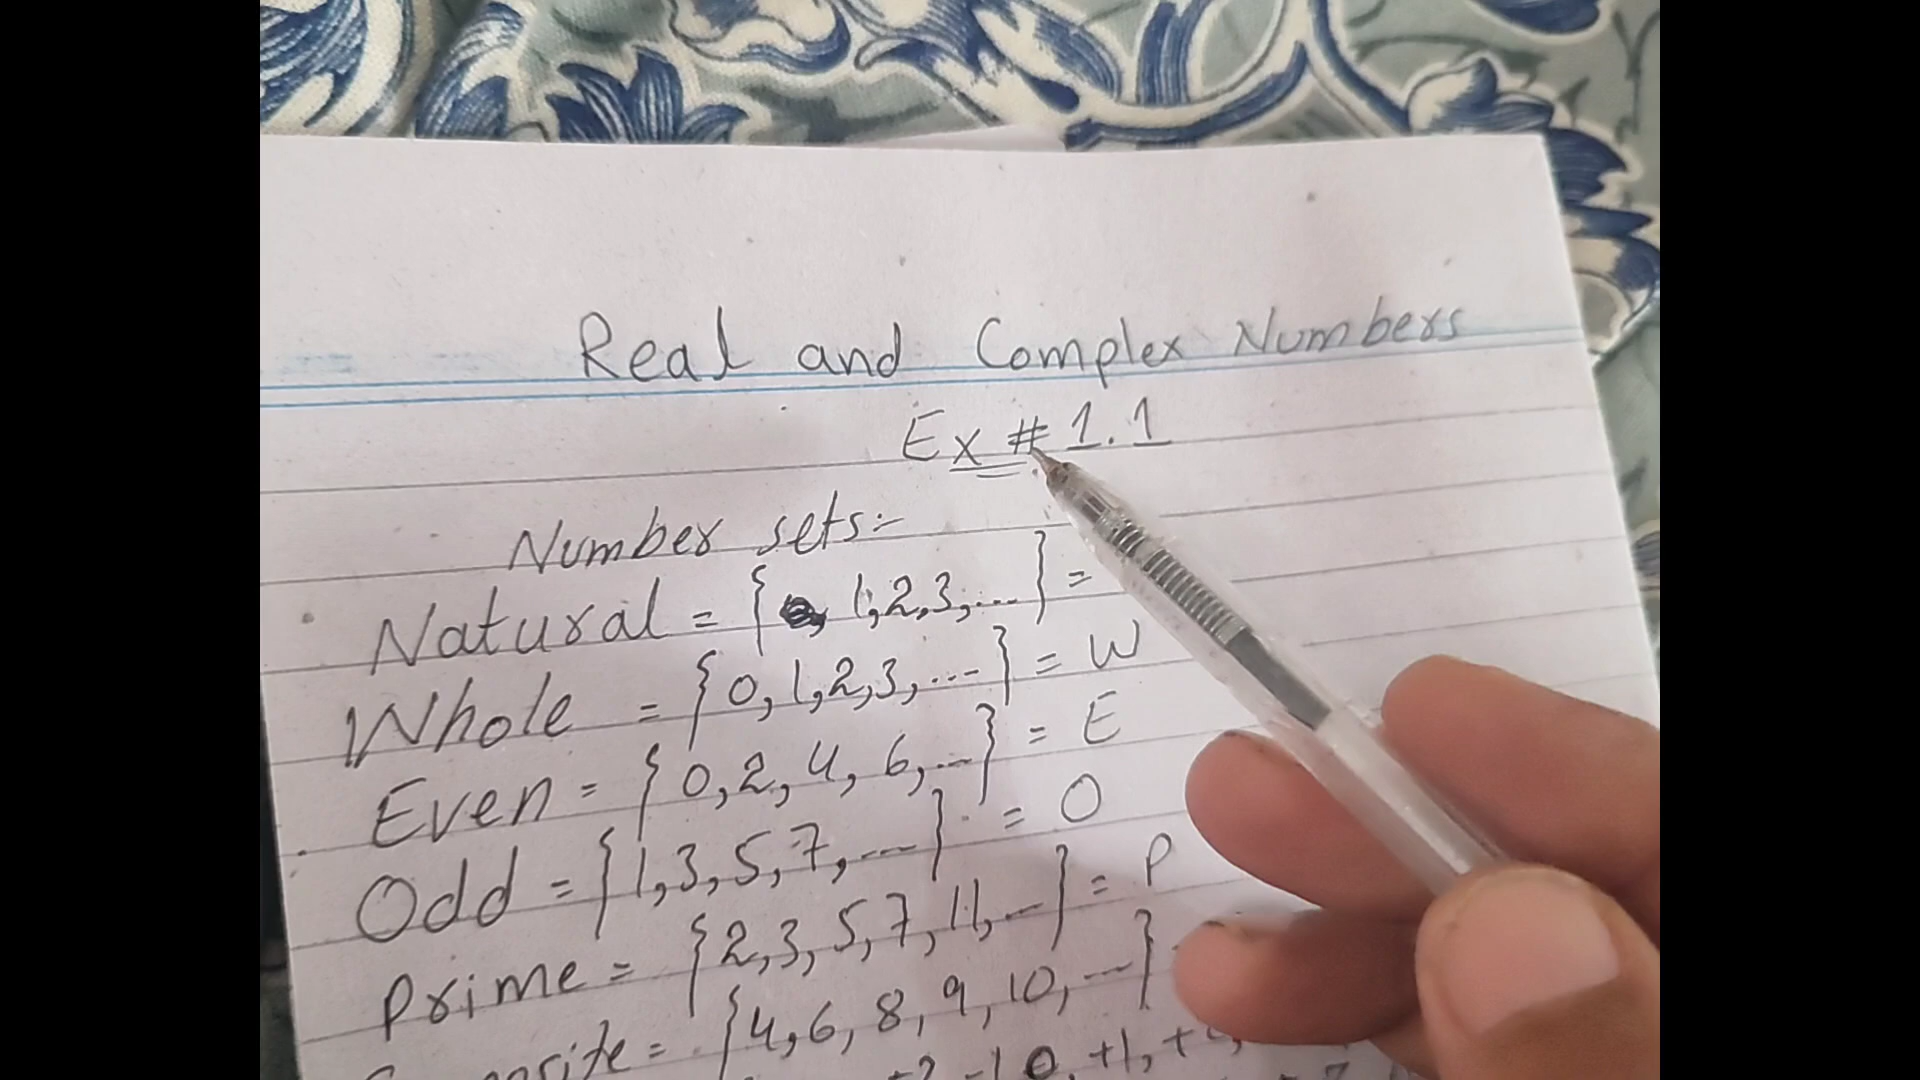 Real and Complex Numbers
Ex # 1.1
Number sets:-
Natural = { 1,2,3,... } =
Whole = { 0,1,2,3,... } = W
Even = { 0,2,4,6,... } = E
Odd = { 1,3,5,7,... } = O
Prime = { 2,3,5,7,11,... } = P
= { 4,6,8,9,10,... }
0, +1, +